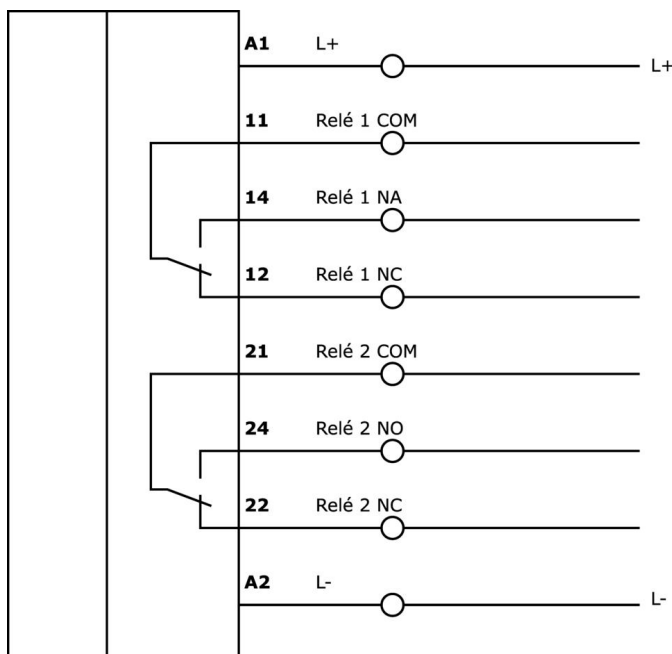 A1 L+
L+
11 Relé 1 COM
14 Relé 1 NA
12 Relé 1 NC
21 Relé 2 COM
24 Relé 2 NO
22 Relé 2 NC
A2 L-
L-